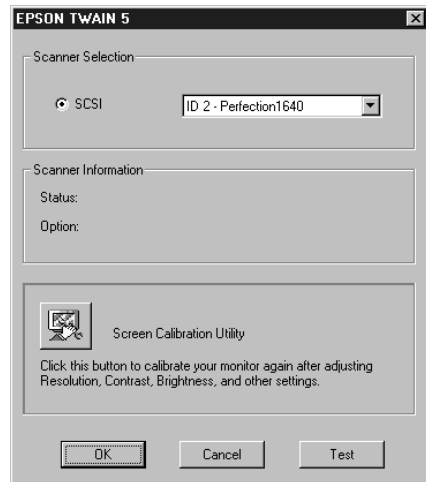 EPSON TWAIN 5
Scanner Selection
SCSI
ID 2 - Perfection1640
Scanner Information
Status:
Option:
Screen Calibration Utility
Click this button to calibrate your monitor again after adjusting
Resolution, Contrast, Brightness, and other settings.
OK Cancel Test